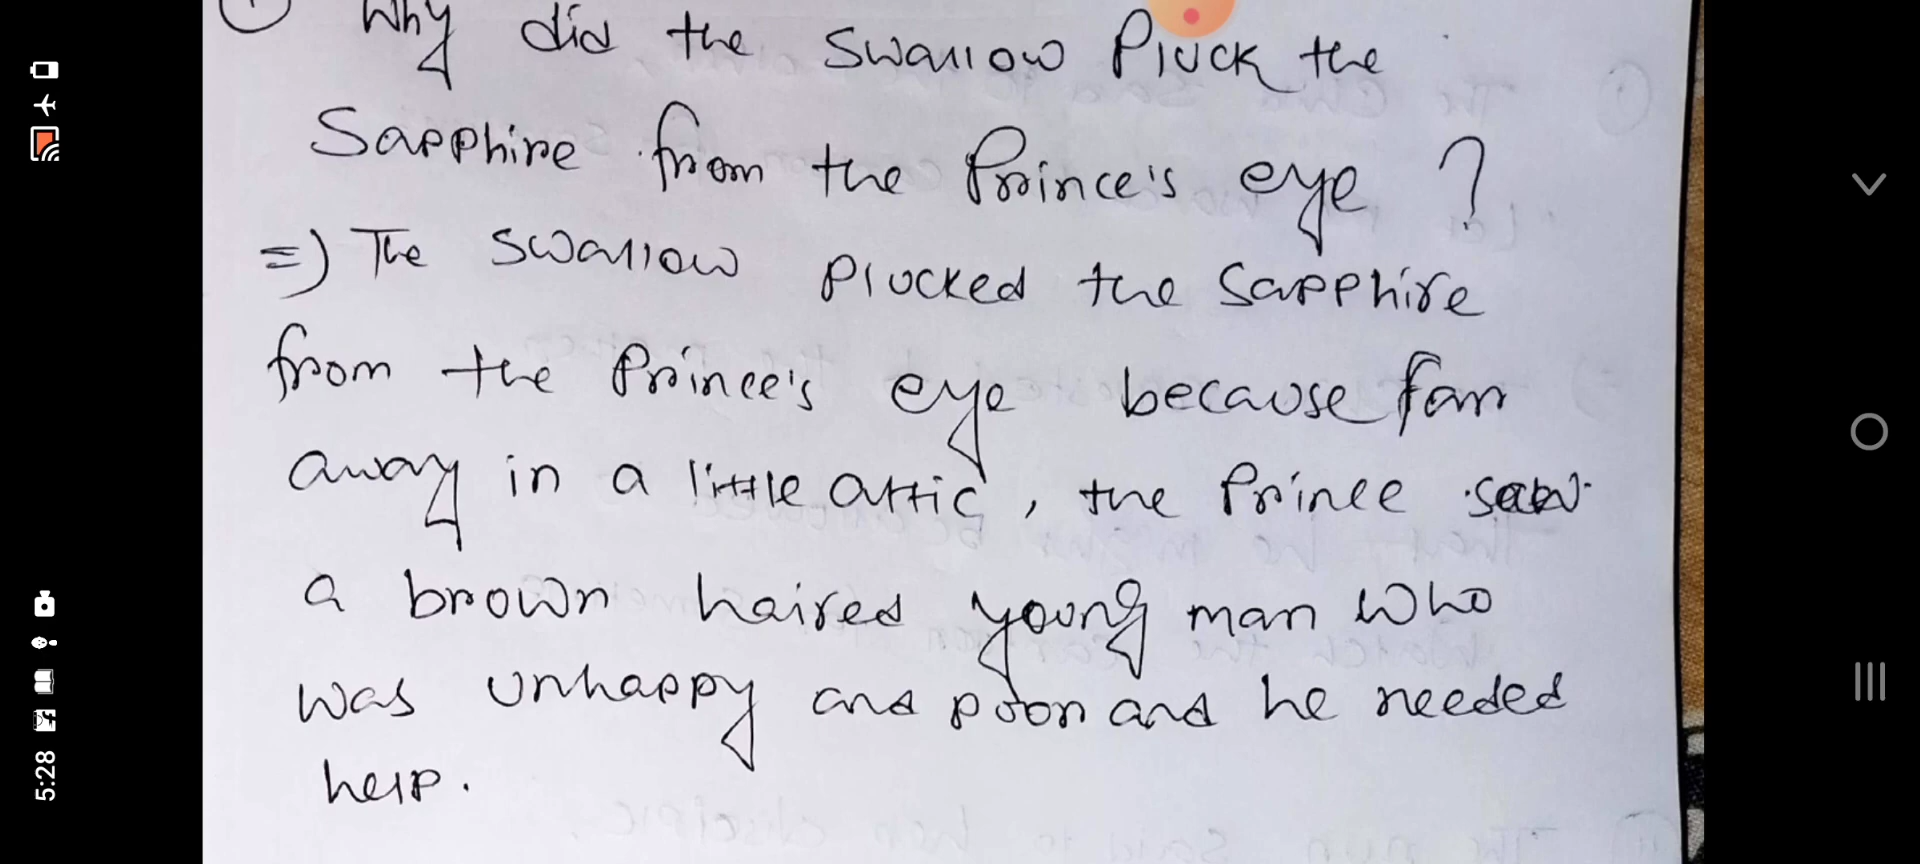 Why did the Swallow Pluck the
Sapphire from the Prince's eye ?
=) The Swallow Plucked the Sapphire
from the Prince's eye because far
away in a little attic, the Prince saw
a brown haired young man who
was unhappy and poor and he needed
help.
5:28